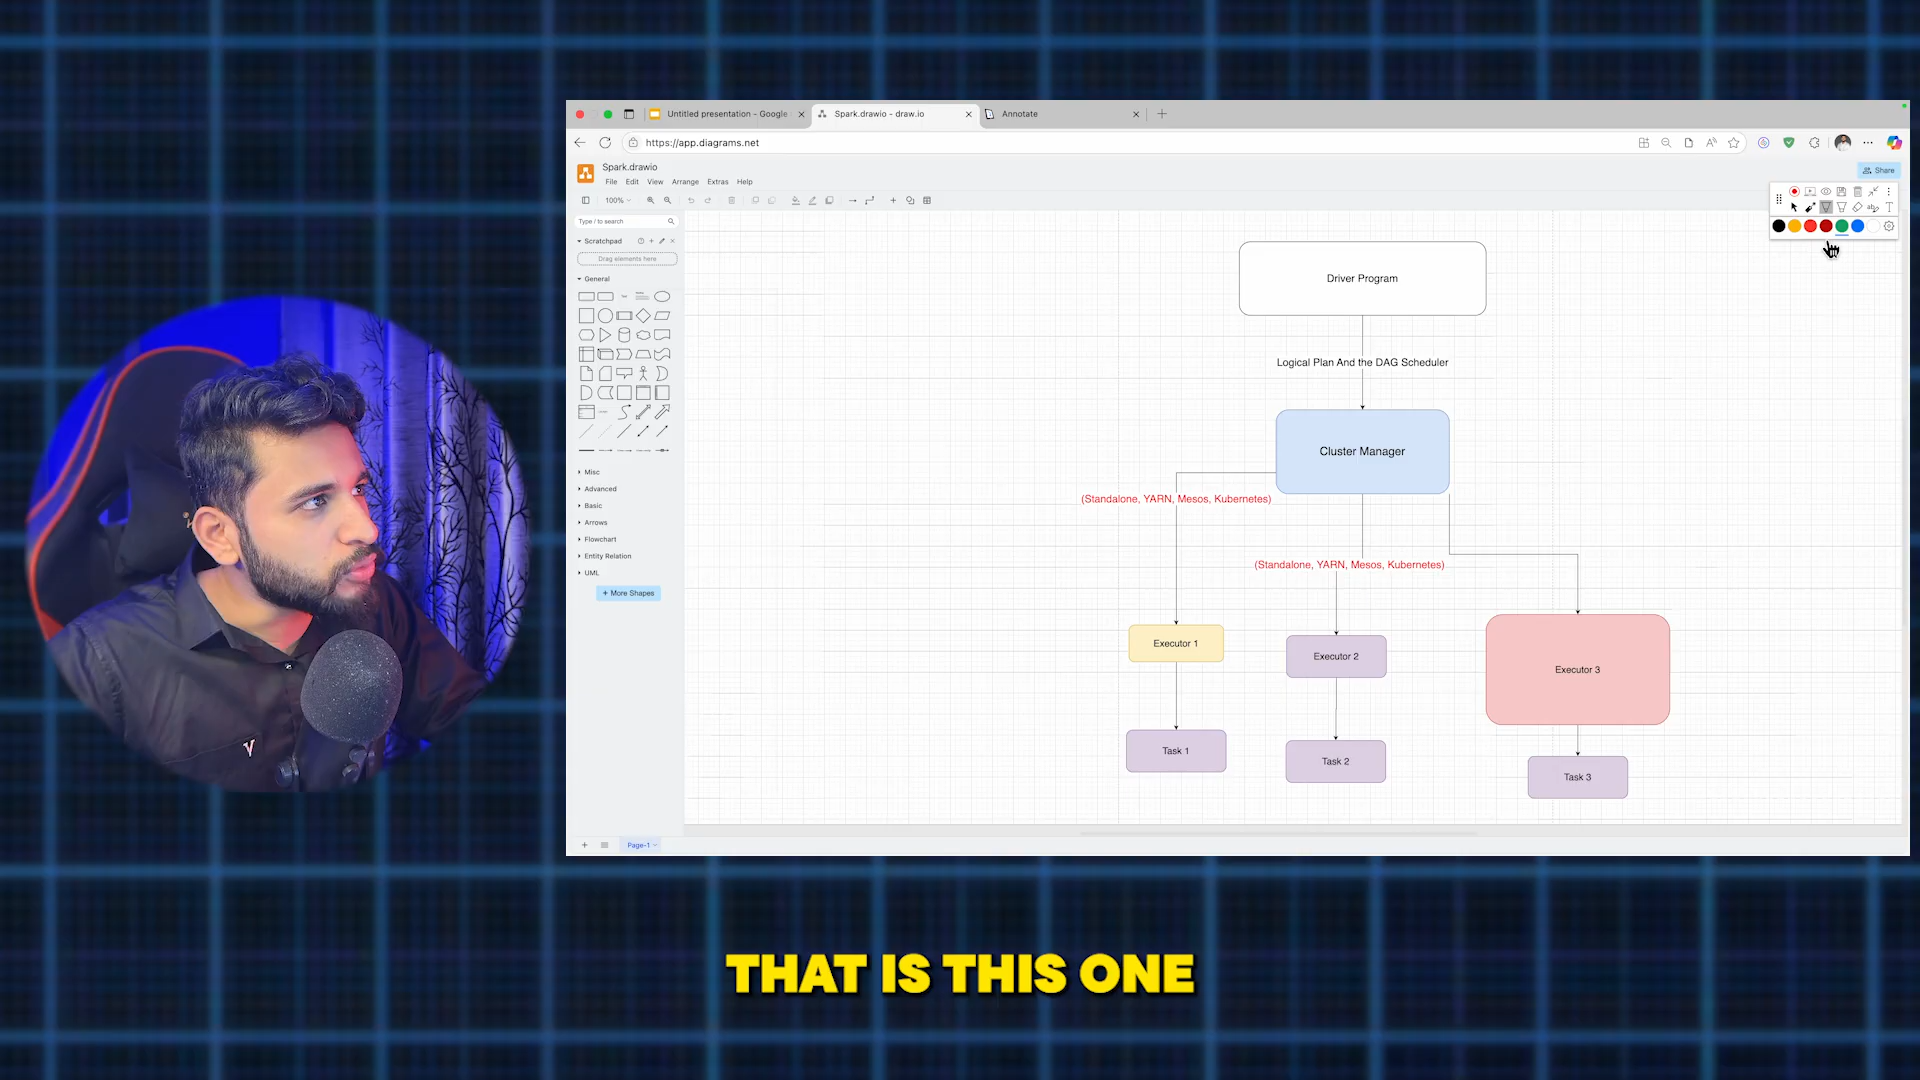 Untitled presentation - Google
Spark.drawio - draw.io
Annotate
https://app.diagrams.net
Spark.drawio
File Edit View Arrange Extras Help
Share
100%
Type / to search
Scratchpad
Drag elements here
General
Misc
Advanced
Basic
Arrows
Flowchart
Entity Relation
UML
+ More Shapes
Driver Program
Logical Plan And the DAG Scheduler
Cluster Manager
(Standalone, YARN, Mesos, Kubernetes)
(Standalone, YARN, Mesos, Kubernetes)
Executor 1
Executor 2
Executor 3
Task 1
Task 2
Task 3
Page-1
THAT IS THIS ONE